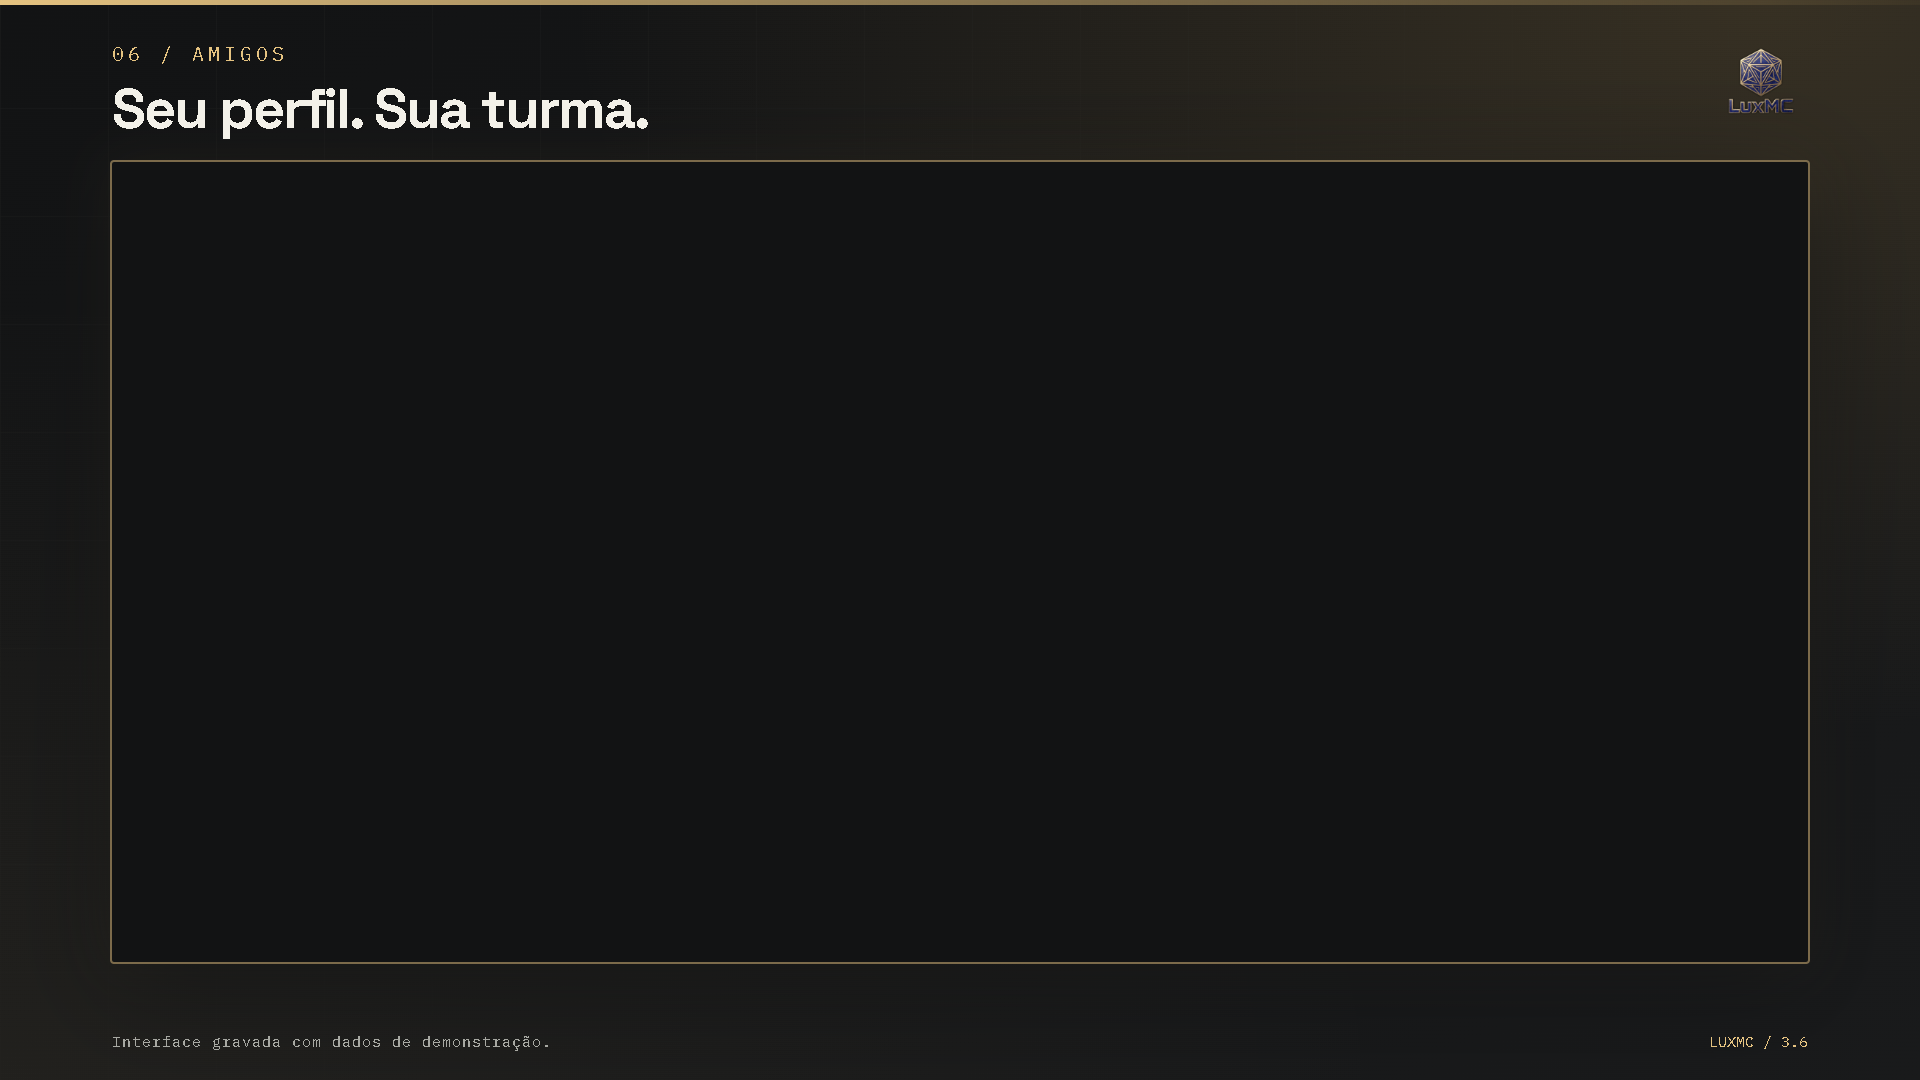 06 / AMIGOS
Seu perfil. Sua turma.
LuxMC
Interface gravada com dados de demonstração.
LUXMC / 3.6